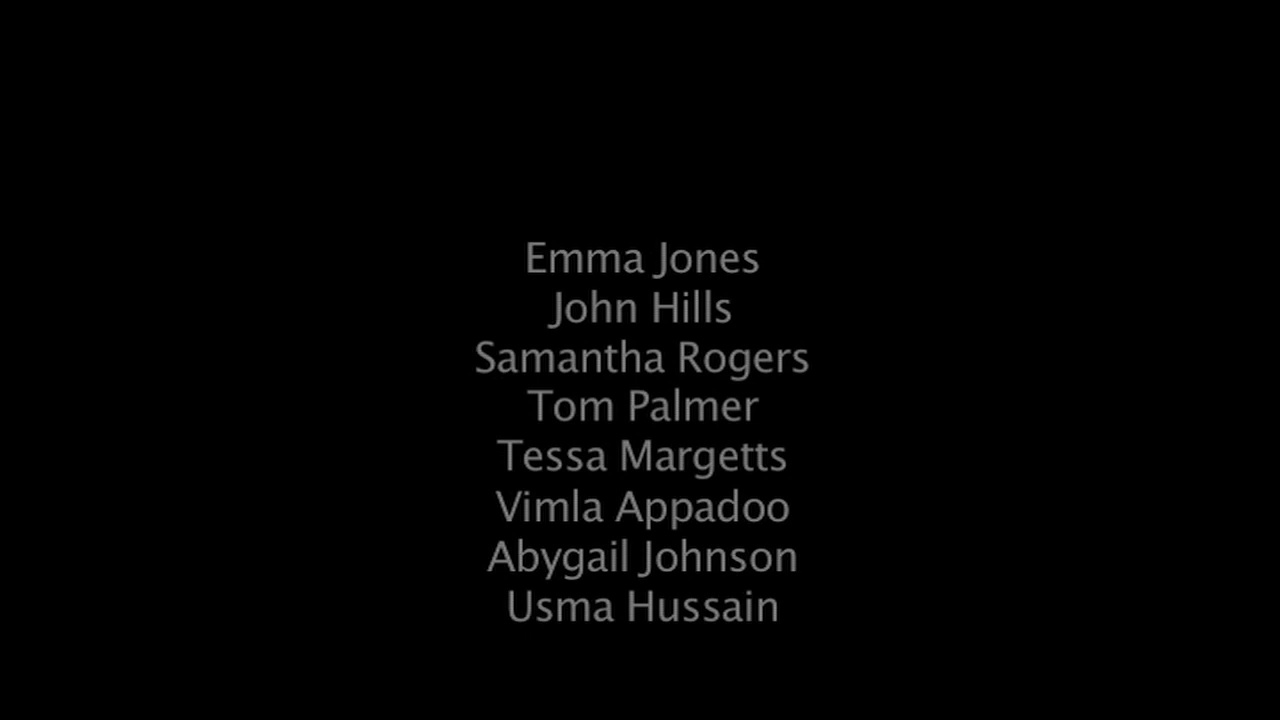 Emma Jones
John Hills
Samantha Rogers
Tom Palmer
Tessa Margetts
Vimla Appadoo
Abygail Johnson
Usma Hussain